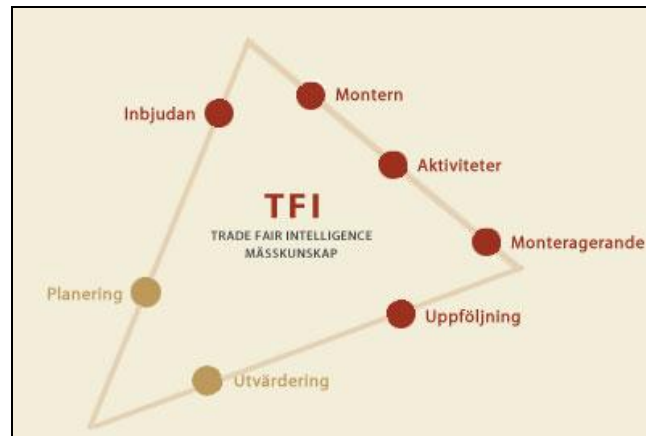 Montern
Inbjudan
Aktiviteter
TFI
TRADE FAIR INTELLIGENCE
MÄSSKUNSKAP
Monteragerande
Planering
Uppföljning
Utvärdering